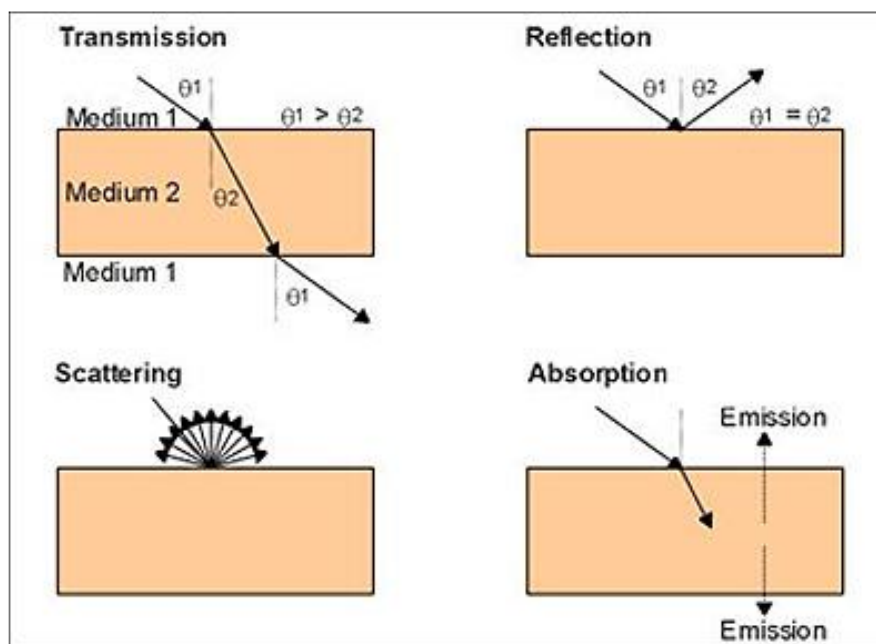 Transmission
θ1
Medium 1
θ1 > θ2
Medium 2
θ2
Medium 1
θ1
Reflection
θ1 θ2
θ1 = θ2
Scattering
Absorption
Emission
Emission